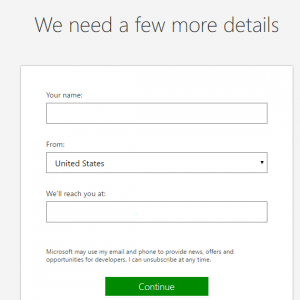 We need a few more details
Your name:
From:
United States
We'll reach you at:
Microsoft may use my email and phone to provide news, offers and
opportunities for developers. I can unsubscribe at any time.
Continue